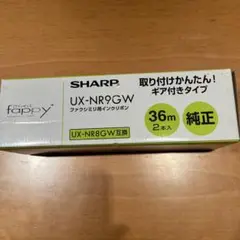 fappy
SHARP
UX-NR9GW
ファクシミリ用インクリボン
UX-NR8GW互換
取り付けかんたん!
ギア付きタイプ
36m
2本入
純正